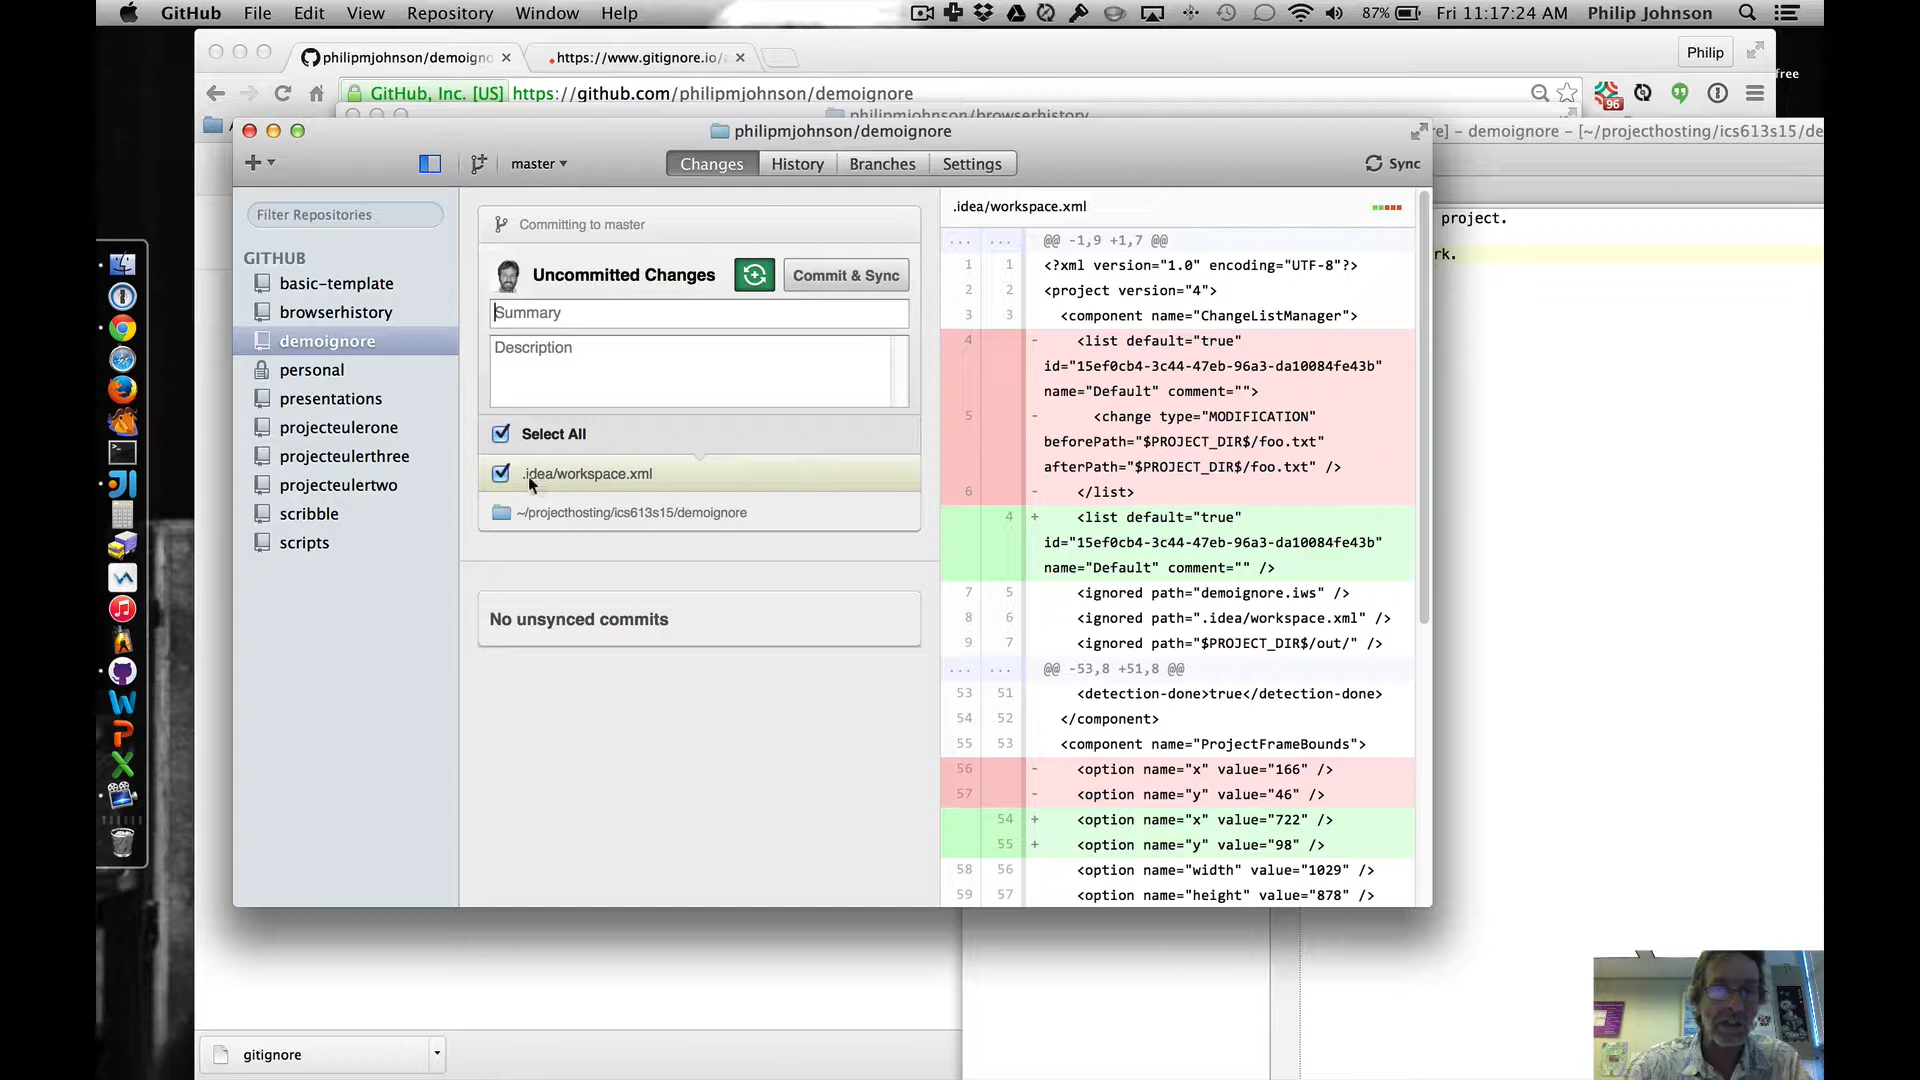 GitHub File Edit View Repository Window Help 87% Fri 11:17:24 AM Philip Johnson
philipmjohnson/demoigno
https://www.gitignore.io/
Philip
free
GitHub, Inc. [US] https://github.com/philipmjohnson/demoignore
96
philipmjohnson/browserhistory
philipmjohnson/demoignore
e] – demoignore – [~/projecthosting/ics613s15/de
master
Changes History Branches Settings
Sync
Filter Repositories
GITHUB
basic-template
browserhistory
demoignore
personal
presentations
projecteulerone
projecteulerthree
projecteulertwo
scribble
scripts
Committing to master
Uncommitted Changes
Commit & Sync
Summary
Description
Select All
.idea/workspace.xml
~/projecthosting/ics613s15/demoignore
No unsynced commits
.idea/workspace.xml
... ... @@ -1,9 +1,7 @@
1 1 <?xml version="1.0" encoding="UTF-8"?>
2 2 <project version="4">
3 3 <component name="ChangeListManager">
4 - <list default="true"
id="15ef0cb4-3c44-47eb-96a3-da10084fe43b"
name="Default" comment="">
5 - <change type="MODIFICATION"
beforePath="$PROJECT_DIR$/foo.txt"
afterPath="$PROJECT_DIR$/foo.txt" />
6 - </list>
4 + <list default="true"
id="15ef0cb4-3c44-47eb-96a3-da10084fe43b"
name="Default" comment="" />
7 5 <ignored path="demoignore.iws" />
8 6 <ignored path=".idea/workspace.xml" />
9 7 <ignored path="$PROJECT_DIR$/out/" />
... ... @@ -53,8 +51,8 @@
53 51 <detection-done>true</detection-done>
54 52 </component>
55 53 <component name="ProjectFrameBounds">
56 - <option name="x" value="166" />
57 - <option name="y" value="46" />
54 + <option name="x" value="722" />
55 + <option name="y" value="98" />
58 56 <option name="width" value="1029" />
59 57 <option name="height" value="878" />
project.
rk.
gitignore